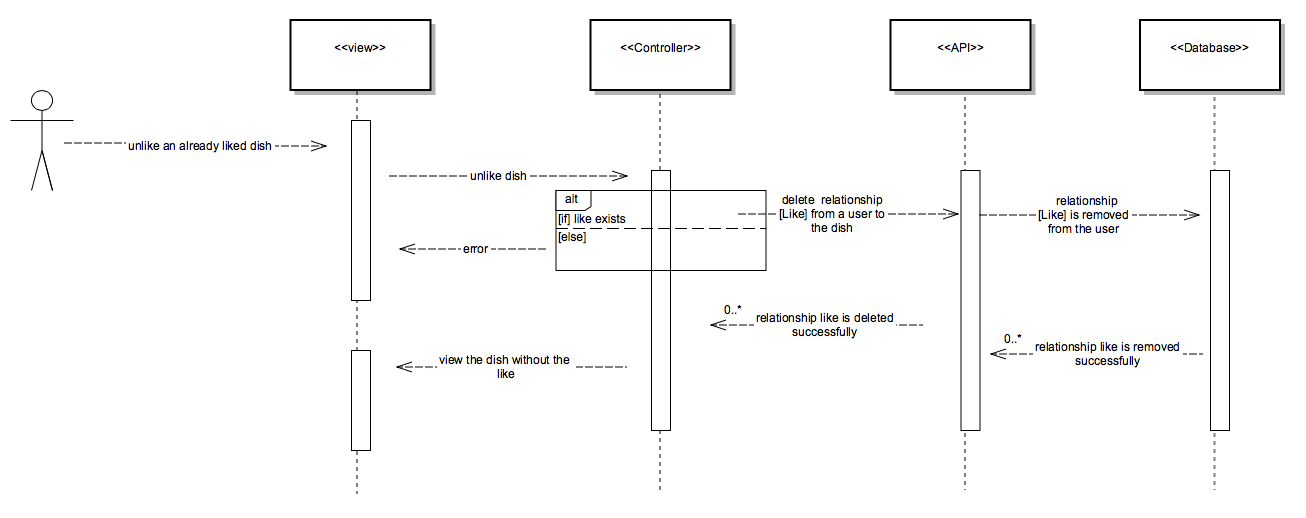 <<view>>
<<Controller>>
<<API>>
<<Database>>
unlike an already liked dish
unlike dish
alt
[if] like exists
[else]
delete relationship
[Like] from a user to
the dish
relationship
[Like] is removed
from the user
error
0..*
relationship like is deleted
successfully
0..*
relationship like is removed
successfully
view the dish without the
like